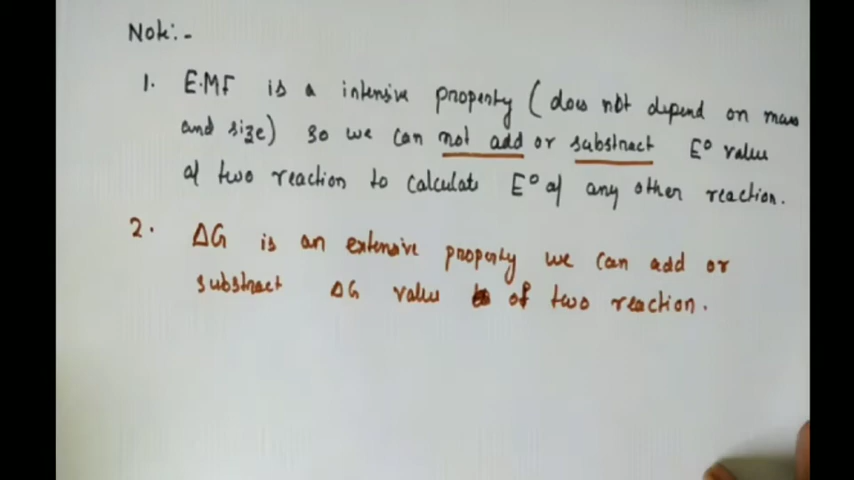 Note:-
1. E.MF is a intensive property (does not depend on mass
and size) so we can not add or substract E° value
of two reaction to calculate E° of any other reaction.
2. ΔG is an extensive property we can add or
substract ΔG value of two reaction.